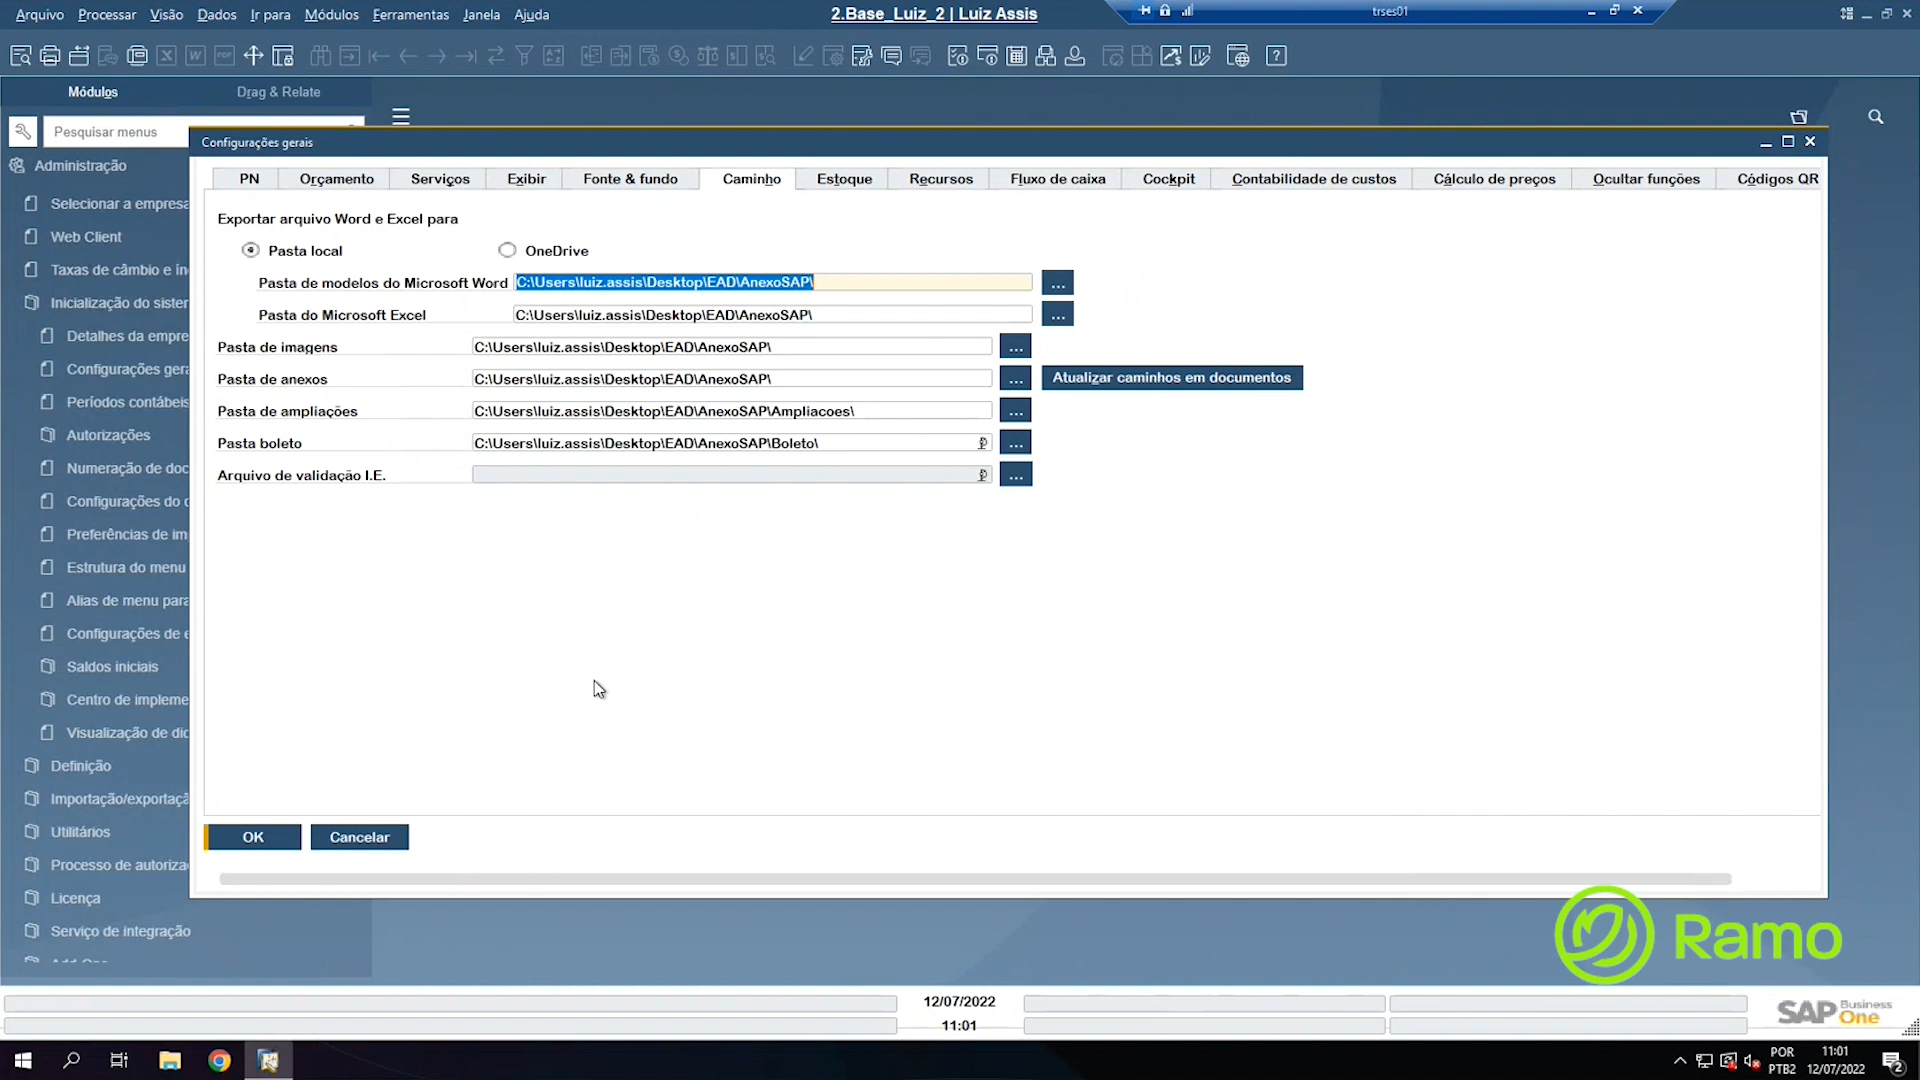 Arquivo Processar Visão Dados Ir para Módulos Ferramentas Janela Ajuda
2.Base_Luiz_2 | Luiz Assis
trses01
Módulos Drag & Relate
Pesquisar menus
Configurações gerais
Administração
Selecionar a empresa
Web Client
Taxas de câmbio e ín
Inicialização do sister
Detalhes da empre
Configurações gera
Períodos contábeis
Autorizações
Numeração de doc
Configurações do d
Preferências de im
Estrutura do menu
Alias de menu para
Configurações de e
Saldos iniciais
Centro de impleme
Visualização de dic
Definição
Importação/exportaçã
Utilitários
Processo de autoriza
Licença
Serviço de integração
PN Orçamento Serviços Exibir Fonte & fundo Caminho Estoque Recursos Fluxo de caixa Cockpit Contabilidade de custos Cálculo de preços Ocultar funções Códigos QR
Exportar arquivo Word e Excel para
Pasta local OneDrive
Pasta de modelos do Microsoft Word C:\Users\luiz.assis\Desktop\EAD\AnexoSAP\ ...
Pasta do Microsoft Excel C:\Users\luiz.assis\Desktop\EAD\AnexoSAP\ ...
Pasta de imagens C:\Users\luiz.assis\Desktop\EAD\AnexoSAP\ ...
Pasta de anexos C:\Users\luiz.assis\Desktop\EAD\AnexoSAP\ ... Atualizar caminhos em documentos
Pasta de ampliações C:\Users\luiz.assis\Desktop\EAD\AnexoSAP\Ampliacoes\ ...
Pasta boleto C:\Users\luiz.assis\Desktop\EAD\AnexoSAP\Boleto\ ...
Arquivo de validação I.E. ...
OK Cancelar
Ramo
12/07/2022
11:01
SAP Business One
POR
PTB2
11:01
12/07/2022
2